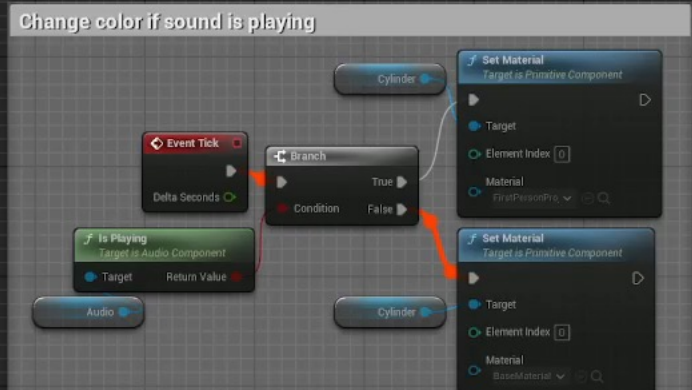 Change color if sound is playing
Set Material
Target is Primitive Component
Cylinder
Target
Element Index 0
Material
FirstPersonProj
Event Tick
Delta Seconds
Branch
True
Condition
False
Is Playing
Target is Audio Component
Target
Return Value
Audio
Set Material
Target is Primitive Component
Cylinder
Target
Element Index 0
Material
BaseMaterial